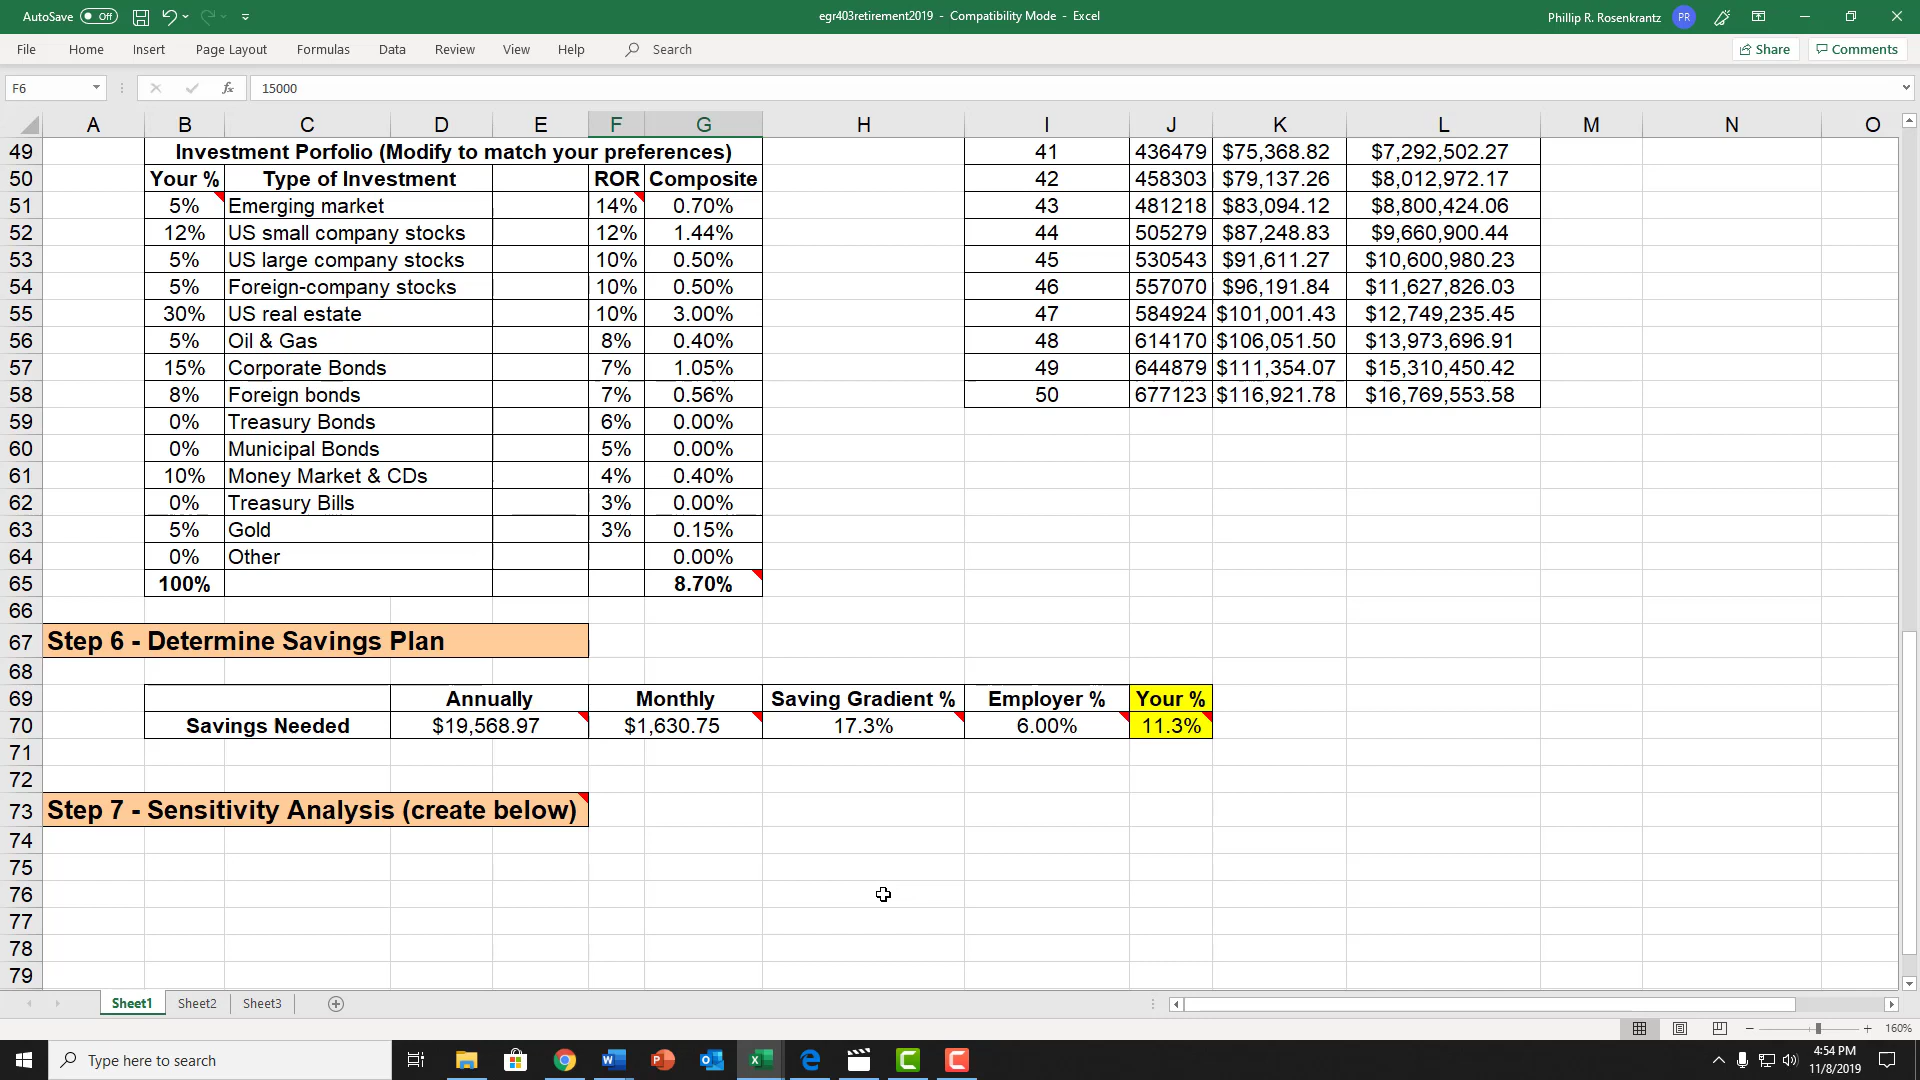 AutoSave Off egr403retirement2019 - Compatibility Mode - Excel Phillip R. Rosenkrantz PR
File Home Insert Page Layout Formulas Data Review View Help Search Share Comments
F6 fx 15000
A B C D E F G H I J K L M N O
49 Investment Porfolio (Modify to match your preferences) 41 436479 $75,368.82 $7,292,502.27
50 Your % Type of Investment ROR Composite 42 458303 $79,137.26 $8,012,972.17
51 5% Emerging market 14% 0.70% 43 481218 $83,094.12 $8,800,424.06
52 12% US small company stocks 12% 1.44% 44 505279 $87,248.83 $9,660,900.44
53 5% US large company stocks 10% 0.50% 45 530543 $91,611.27 $10,600,980.23
54 5% Foreign-company stocks 10% 0.50% 46 557070 $96,191.84 $11,627,826.03
55 30% US real estate 10% 3.00% 47 584924 $101,001.43 $12,749,235.45
56 5% Oil & Gas 8% 0.40% 48 614170 $106,051.50 $13,973,696.91
57 15% Corporate Bonds 7% 1.05% 49 644879 $111,354.07 $15,310,450.42
58 8% Foreign bonds 7% 0.56% 50 677123 $116,921.78 $16,769,553.58
59 0% Treasury Bonds 6% 0.00%
60 0% Municipal Bonds 5% 0.00%
61 10% Money Market & CDs 4% 0.40%
62 0% Treasury Bills 3% 0.00%
63 5% Gold 3% 0.15%
64 0% Other 0.00%
65 100% 8.70%
66
67 Step 6 - Determine Savings Plan
68
69 Annually Monthly Saving Gradient % Employer % Your %
70 Savings Needed $19,568.97 $1,630.75 17.3% 6.00% 11.3%
71
72
73 Step 7 - Sensitivity Analysis (create below)
74
75
76
77
78
79
Sheet1 Sheet2 Sheet3
160%
Type here to search 4:54 PM
11/8/2019